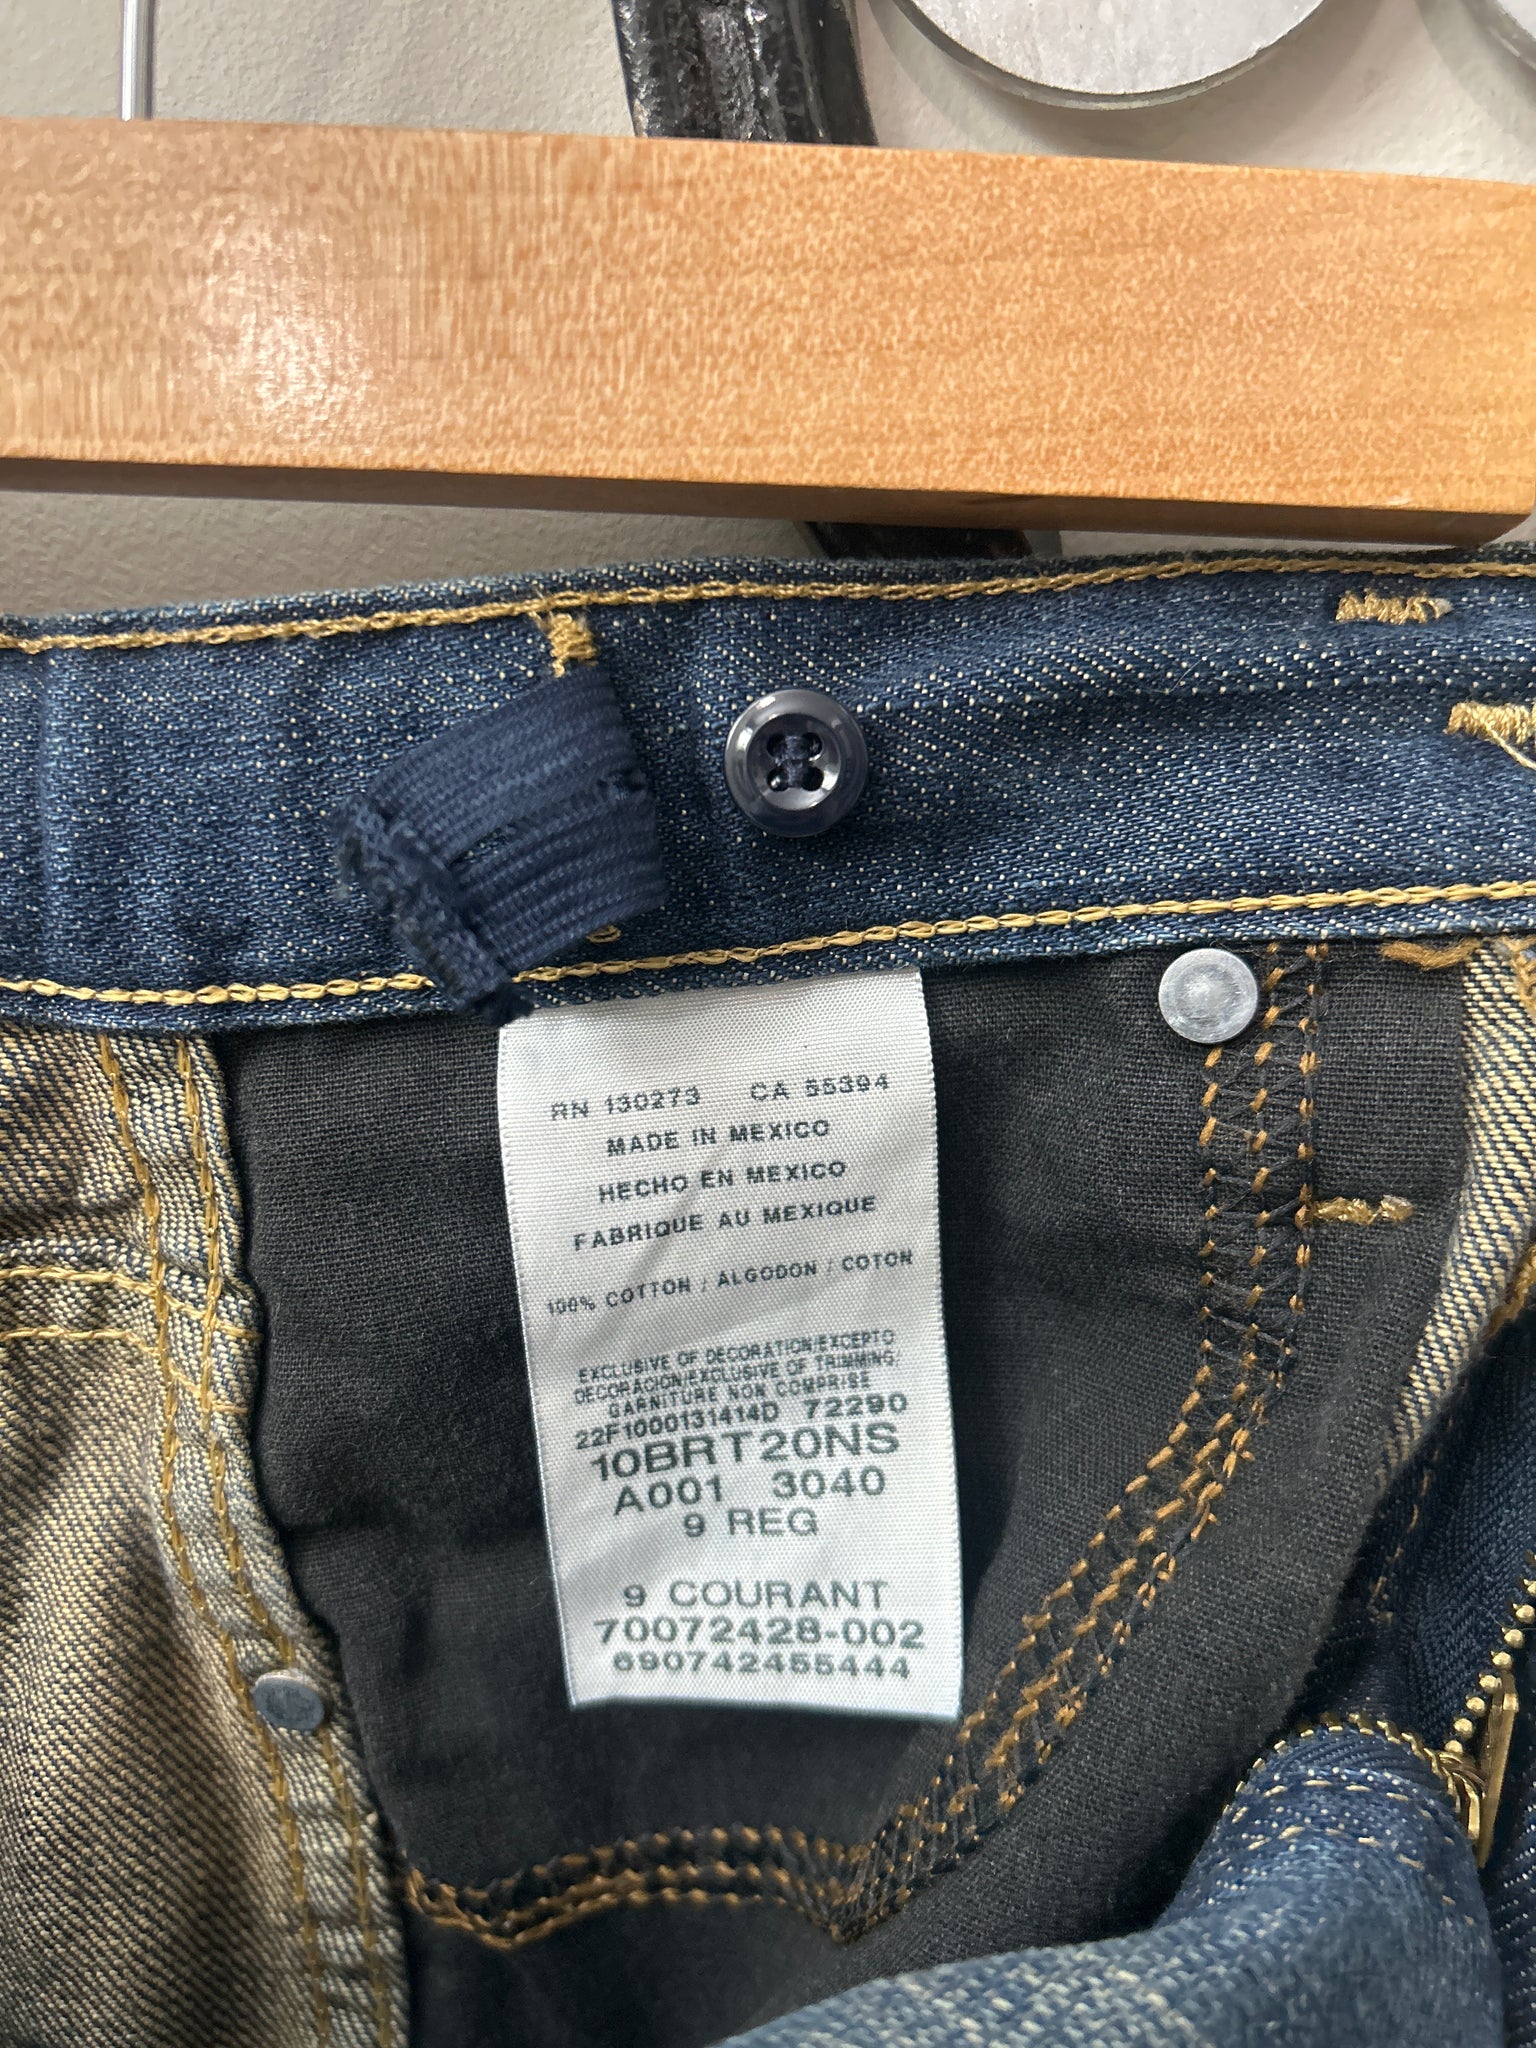 RN 130273 CA 55394
MADE IN MEXICO
HECHO EN MEXICO
FABRIQUE AU MEXIQUE
100% COTTON / ALGODON / COTON
EXCLUSIVE OF DECORATION/EXCEPTO
DECORACION/EXCLUSIVE OF TRIMMING/
GARNITURE NON COMPRISE
22F1000131414D 72290
10BRT20NS
A001 3040
9 REG
9 COURANT
70072428-002
690742455444